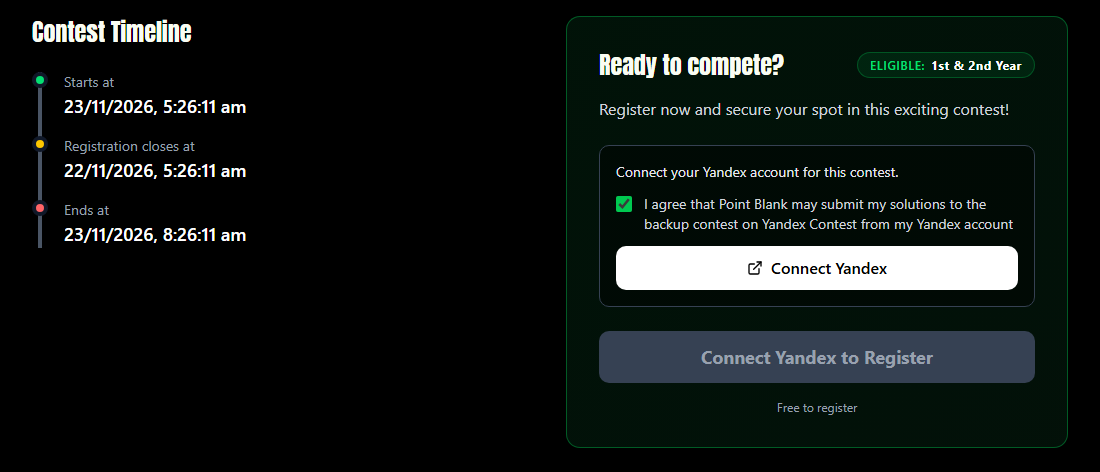 Contest Timeline
Starts at
23/11/2026, 5:26:11 am
Registration closes at
22/11/2026, 5:26:11 am
Ends at
23/11/2026, 8:26:11 am
Ready to compete?
ELIGIBLE: 1st & 2nd Year
Register now and secure your spot in this exciting contest!
Connect your Yandex account for this contest.
I agree that Point Blank may submit my solutions to the
backup contest on Yandex Contest from my Yandex account
Connect Yandex
Connect Yandex to Register
Free to register